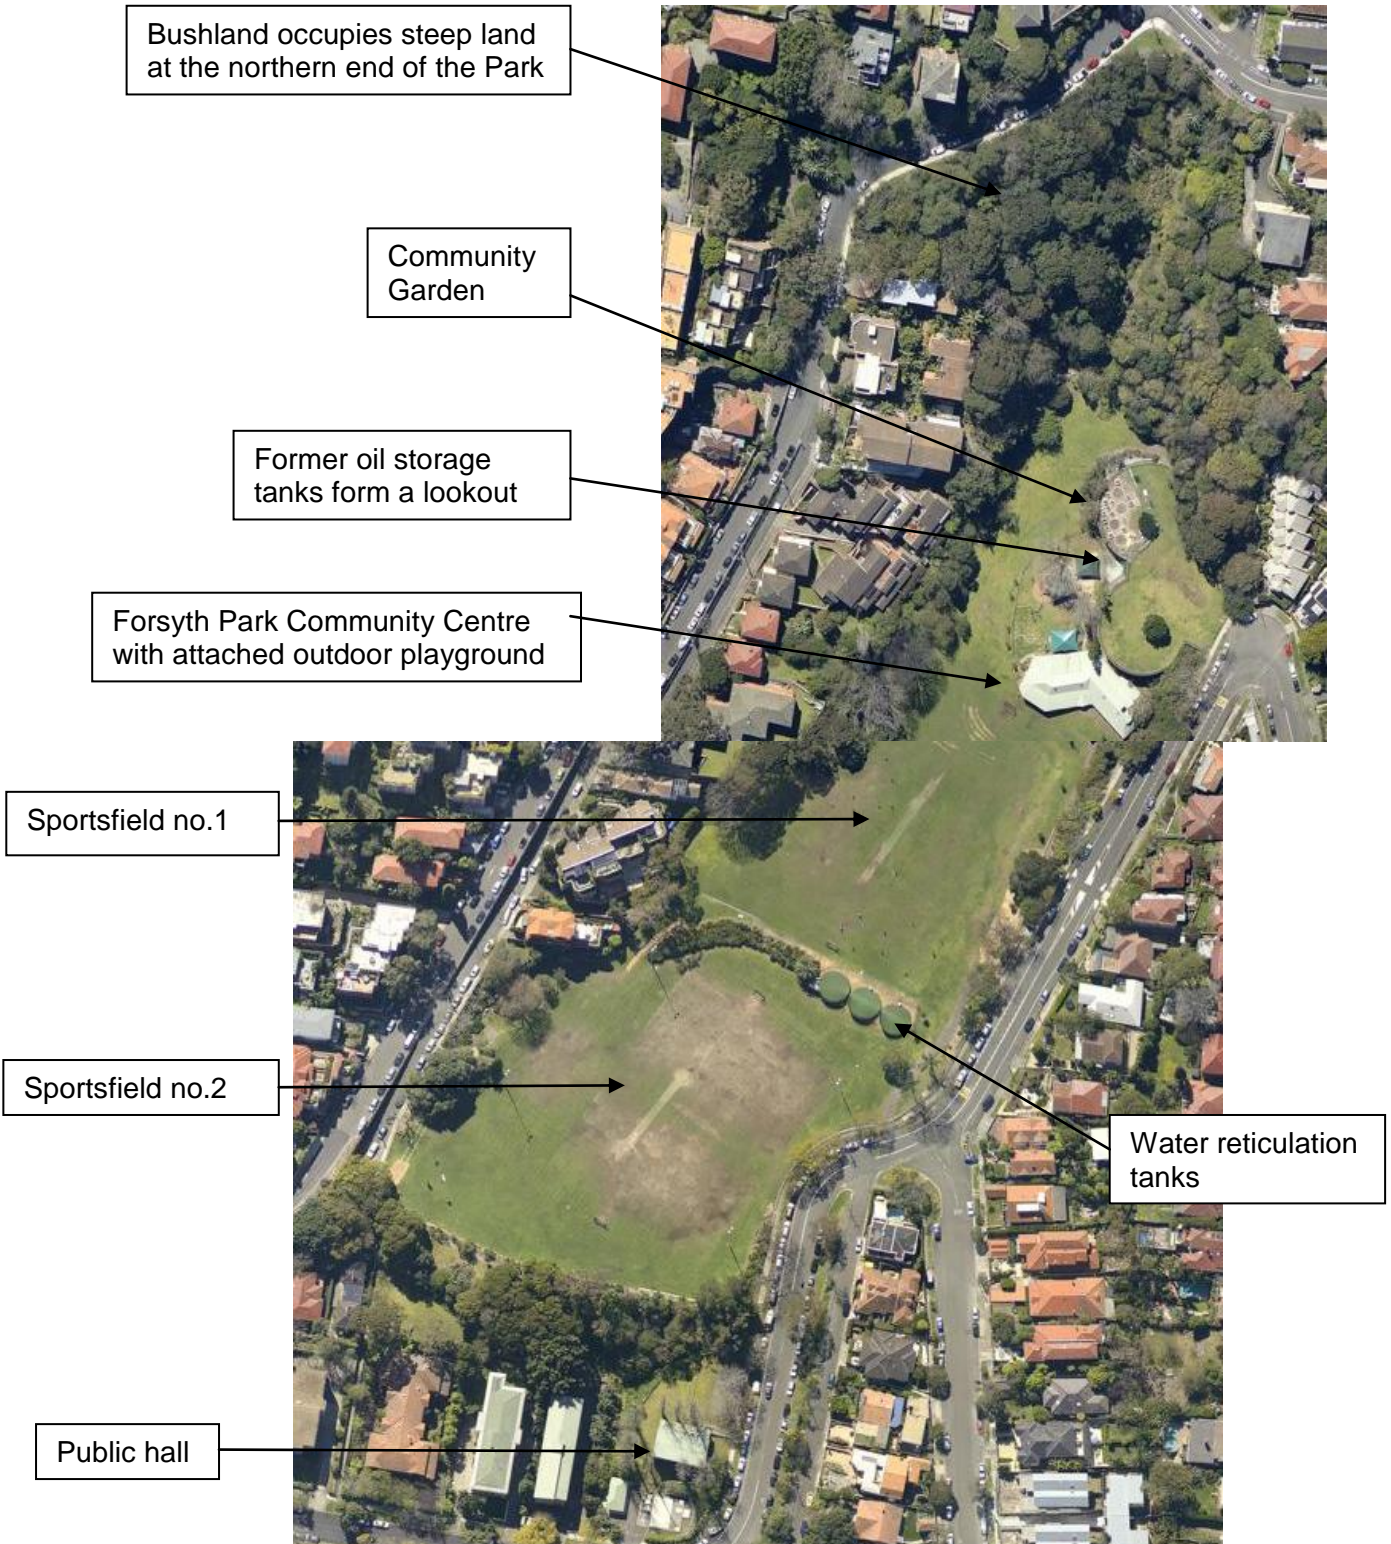 Bushland occupies steep land
at the northern end of the Park
Community
Garden
Former oil storage
tanks form a lookout
Forsyth Park Community Centre
with attached outdoor playground
Sportsfield no.1
Sportsfield no.2
Water reticulation
tanks
Public hall